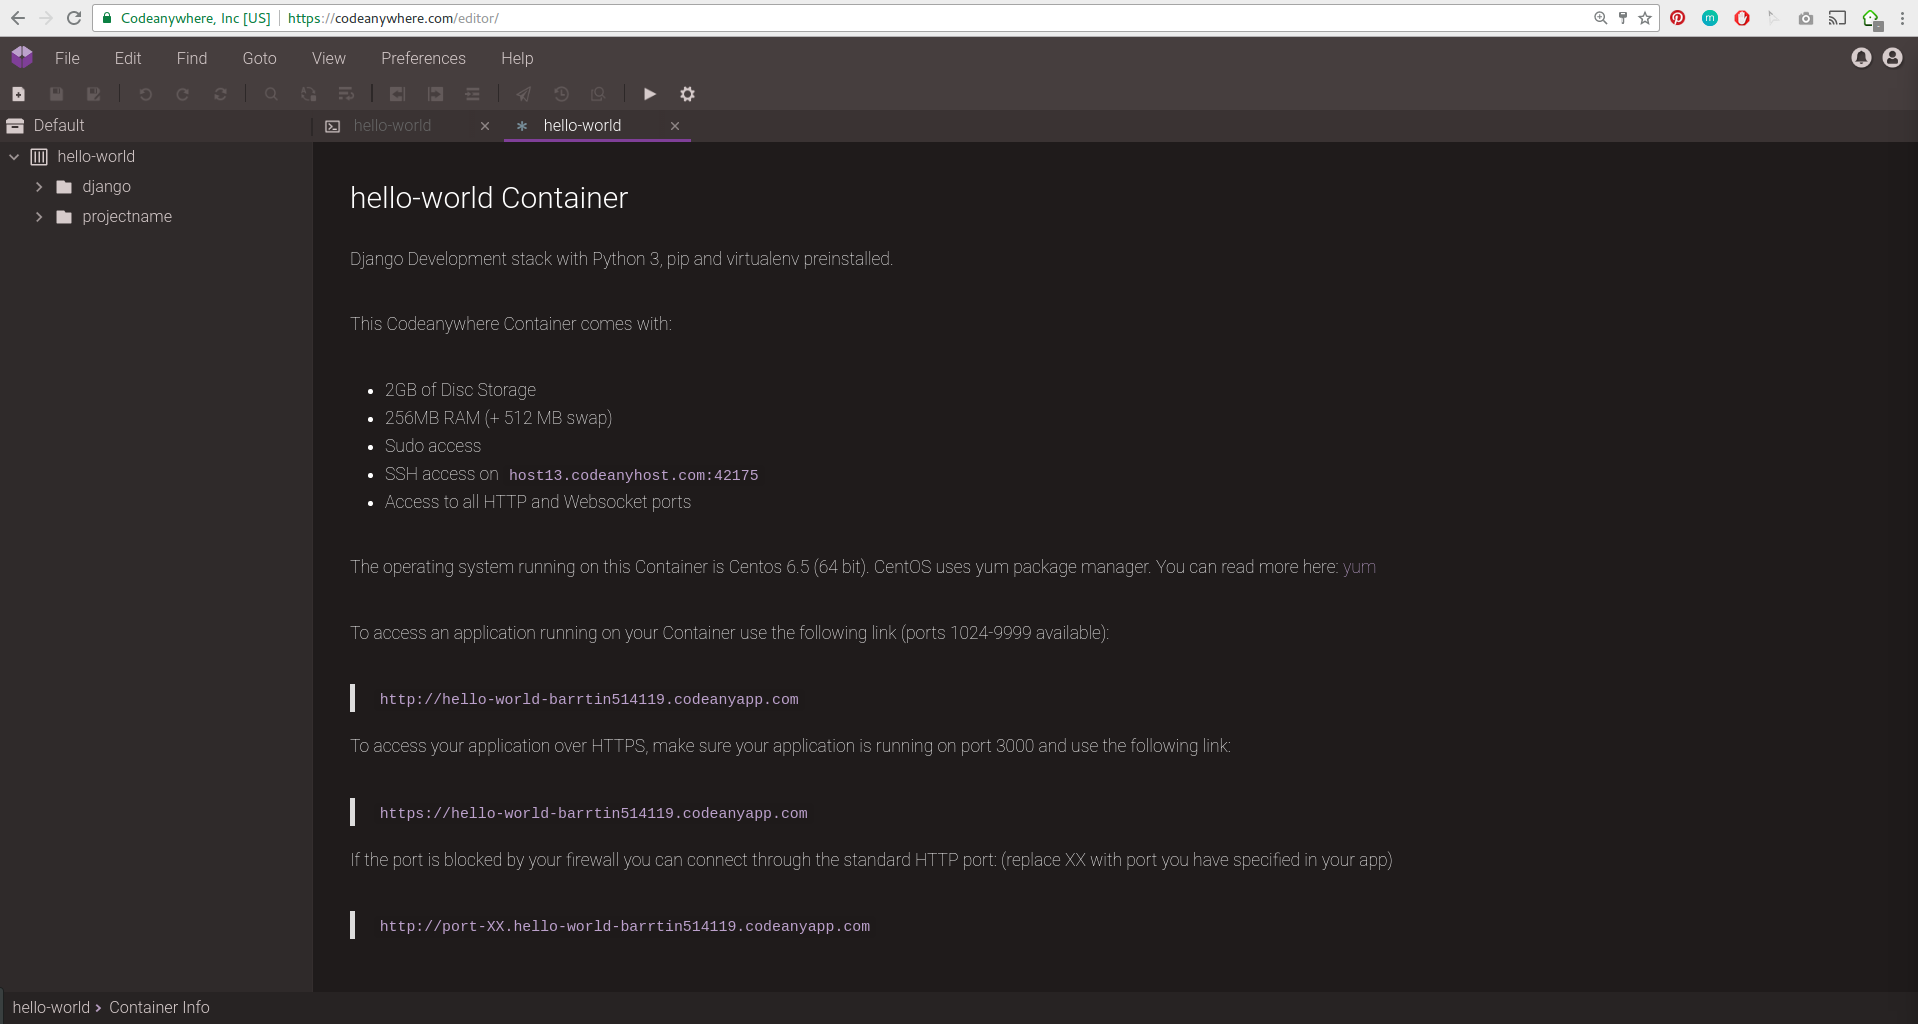 Codeanywhere, Inc [US] https://codeanywhere.com/editor/
m
File Edit Find Goto View Preferences Help
Default
hello-world
hello-world
hello-world
django
projectname
hello-world Container
Django Development stack with Python 3, pip and virtualenv preinstalled.
This Codeanywhere Container comes with:
2GB of Disc Storage
256MB RAM (+ 512 MB swap)
Sudo access
SSH access on host13.codeanyhost.com:42175
Access to all HTTP and Websocket ports
The operating system running on this Container is Centos 6.5 (64 bit). CentOS uses yum package manager. You can read more here: yum
To access an application running on your Container use the following link (ports 1024-9999 available):
http://hello-world-barrtin514119.codeanyapp.com
To access your application over HTTPS, make sure your application is running on port 3000 and use the following link:
https://hello-world-barrtin514119.codeanyapp.com
If the port is blocked by your firewall you can connect through the standard HTTP port: (replace XX with port you have specified in your app)
http://port-XX.hello-world-barrtin514119.codeanyapp.com
hello-world > Container Info